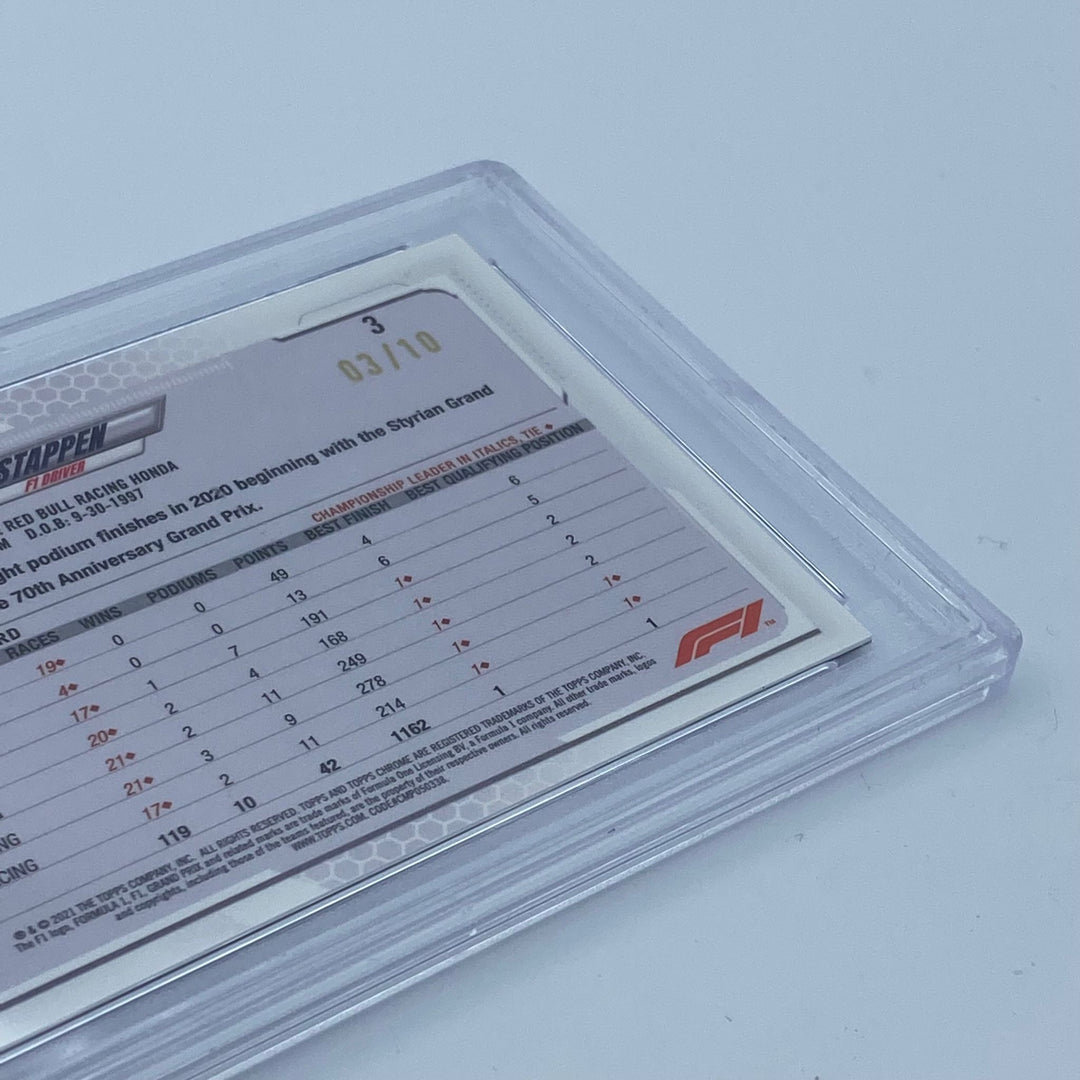 3
03/10
STAPPEN
F1 DRIVER
RED BULL RACING HONDA
M D.O.B: 9-30-1997
ght podium finishes in 2020 beginning with the Styrian Grand
e 70th Anniversary Grand Prix.
CHAMPIONSHIP LEADER IN ITALICS, TIE ♦
RD
RACES WINS PODIUMS POINTS BEST FINISH BEST QUALIFYING POSITION
19♦ 0 0 49 4 6
4♦ 0 0 13 6 5
17♦ 1 7 191 1♦ 2
20♦ 2 4 168 1♦ 2
21♦ 2 11 249 1♦ 2
21♦ 3 9 278 1♦ 1♦
NG 17♦ 2 11 214 1♦ 1♦
CING 119 10 42 1162 1 1
F1 ™
® & © 2021 THE TOPPS COMPANY, INC. ALL RIGHTS RESERVED. TOPPS AND TOPPS CHROME ARE REGISTERED TRADEMARKS OF THE TOPPS COMPANY, INC.
The F1 logo, FORMULA 1, F1, GRAND PRIX and related marks are trade marks of Formula One Licensing BV, a Formula 1 company. All other trade marks, logos
and copyrights, including those of the teams featured, are the property of their respective owners. All rights reserved.
WWW.TOPPS.COM. CODE#CMP050338.